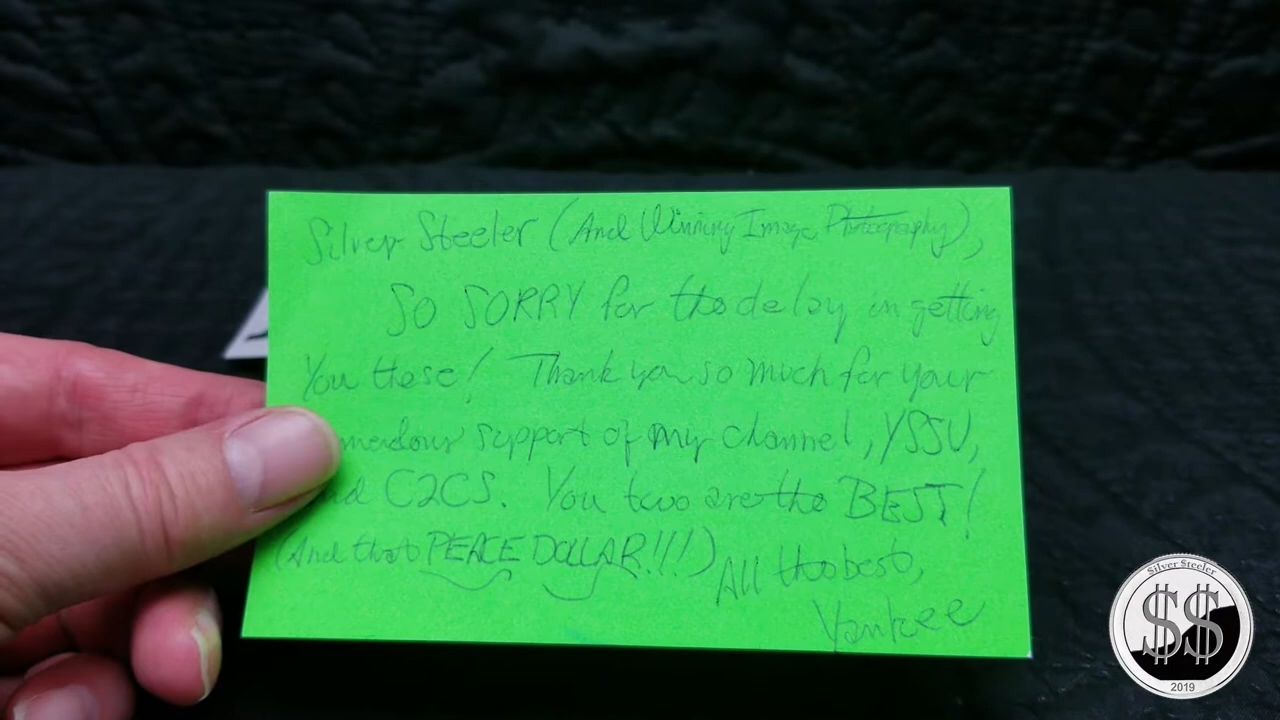 Silver Steeler (And Winning Image Photography),
SO SORRY for the delay in getting
You these! Thank you so much for your
mendous support of my channel, YSSU,
C2CS. You two are the BEST!
(And that PEACE DOLLAR!!!)
All the best,
Yankee
Silver Steeler
$$
2019